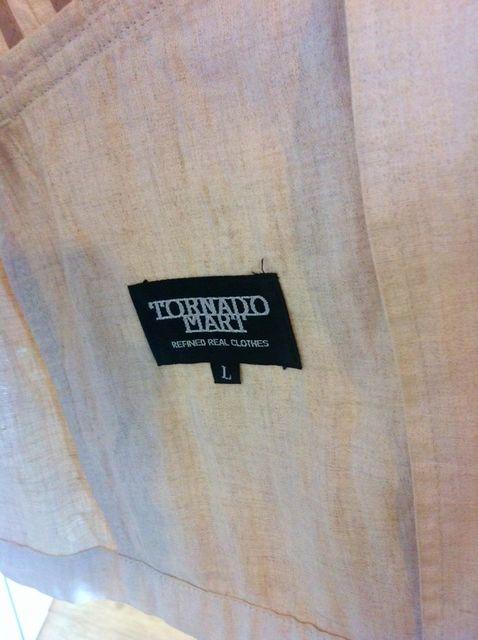 TORNADO
MART
REFINED REAL CLOTHES
L